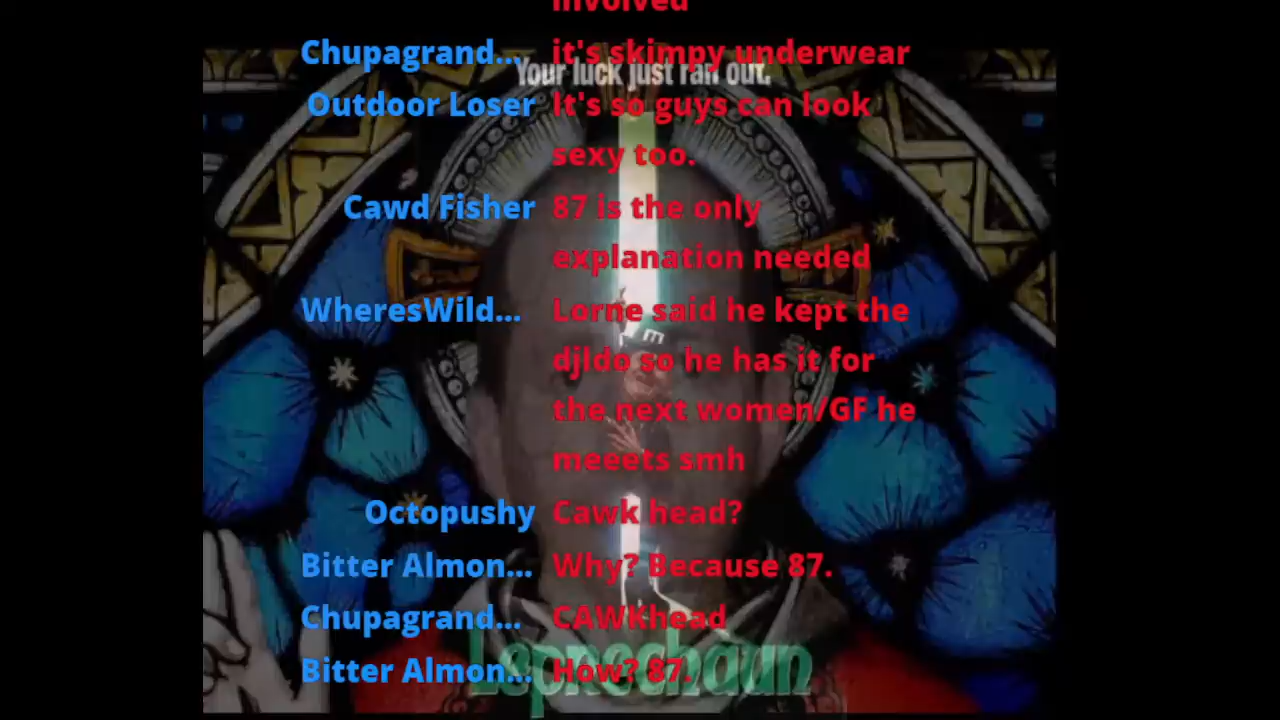 involved
Chupagrand... it's skimpy underwear
Your luck just ran out.
Outdoor Loser It's so guys can look
sexy too.
Cawd Fisher 87 is the only
explanation needed
WheresWild... Lorne said he kept the
djldo so he has it for
the next women/GF he
meeets smh
Octopushy Cawk head?
Bitter Almon... Why? Because 87.
Chupagrand... CAWKhead
Bitter Almon... How? 87.
Leprechaun